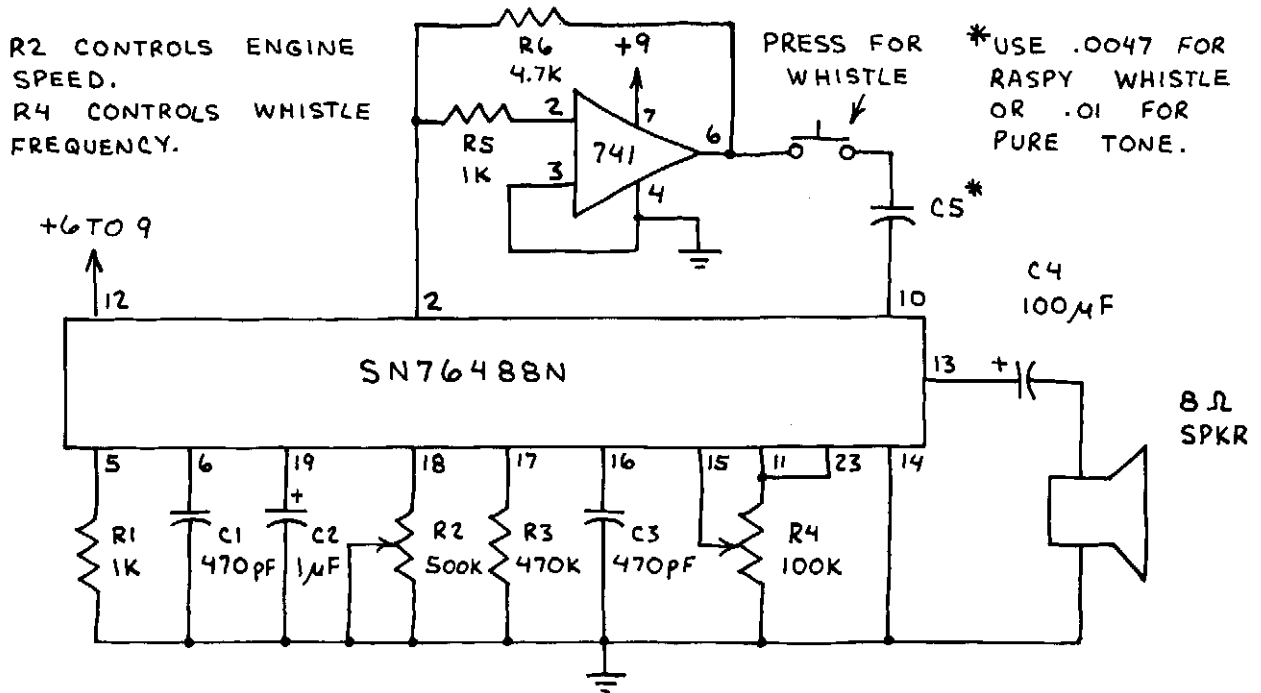 R2 CONTROLS ENGINE
SPEED.
R4 CONTROLS WHISTLE
FREQUENCY.
R6
4.7K
+9
PRESS FOR
WHISTLE
*USE .0047 FOR
RASPY WHISTLE
OR .01 FOR
PURE TONE.
2
7
R5
1K
741
6
3
4
C5*
+6 TO 9
12
2
10
C4
100µF
SN76488N
13
+
8 Ω
SPKR
5
6
19
18
17
16
15
11
23
14
+
R1
1K
C1
470pF
C2
1µF
R2
500K
R3
470K
C3
470pF
R4
100K